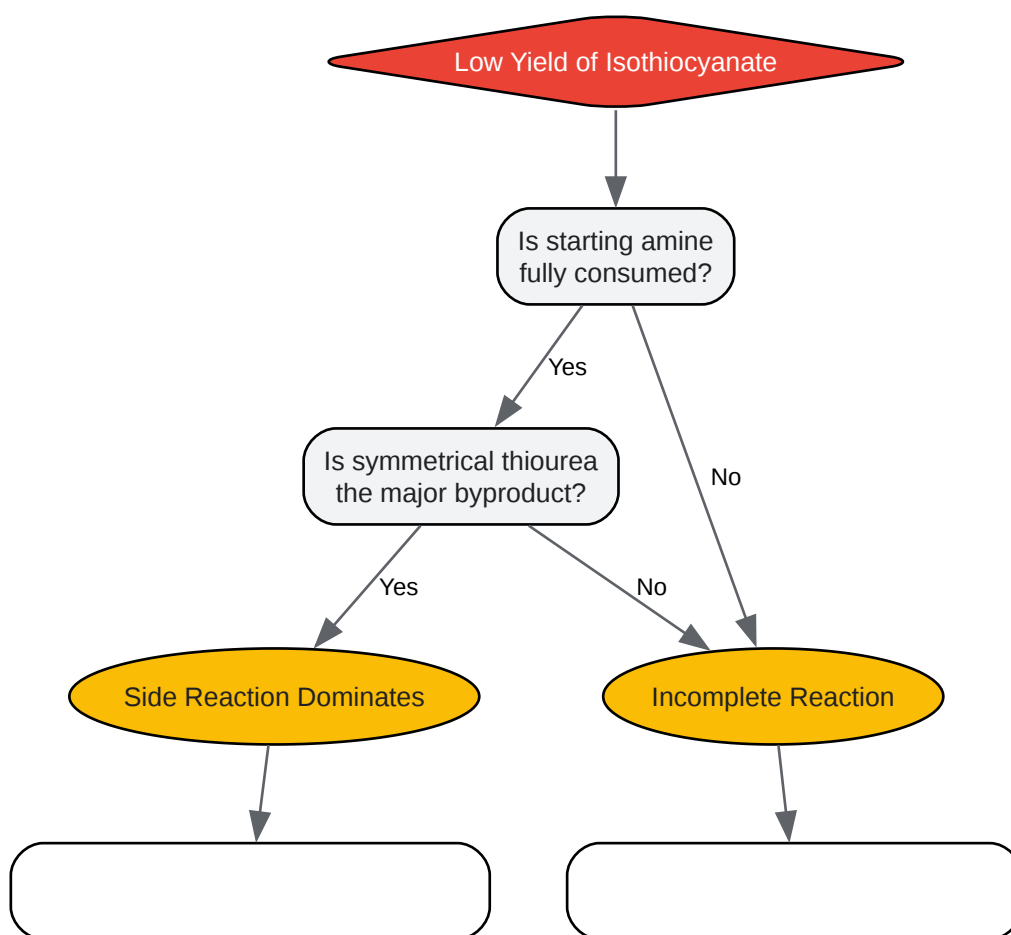 Low Yield of Isothiocyanate
Is starting amine
fully consumed?
Yes
No
Is symmetrical thiourea
the major byproduct?
Yes
No
Side Reaction Dominates
Incomplete Reaction